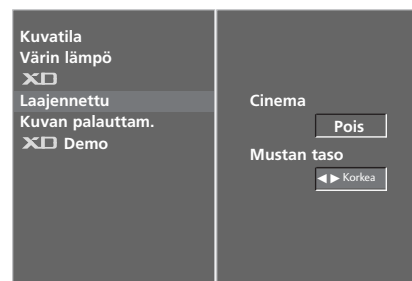 Kuvatila
Värin lämpö
XD
Laajennettu
Kuvan palauttam.
XD Demo
Cinema
Pois
Mustan taso
◀ ▶ Korkea